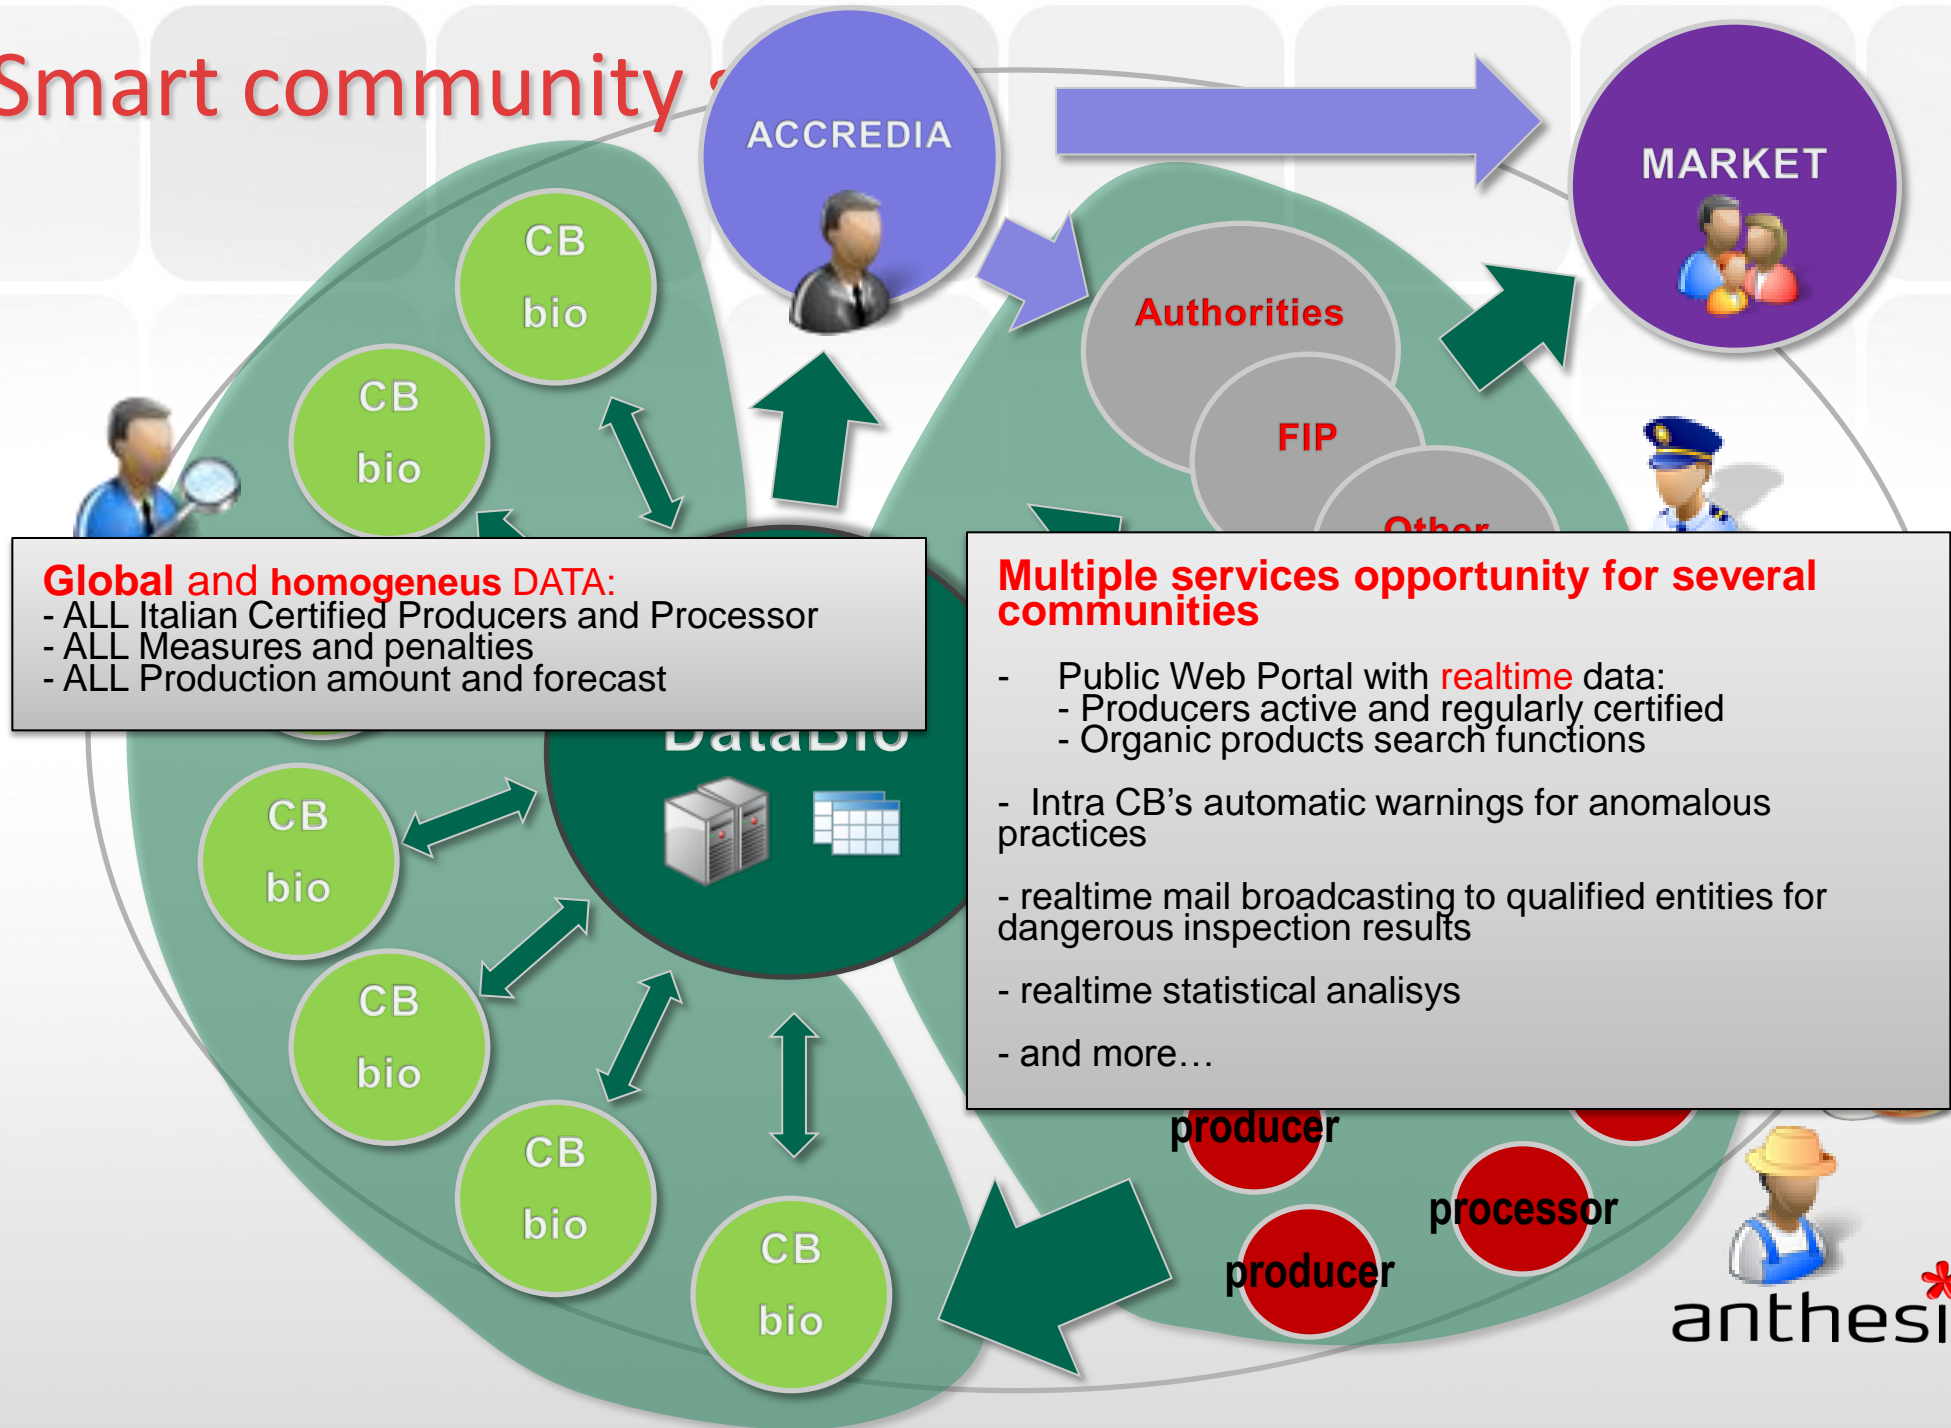 Smart community
ACCREDIA
MARKET
CB
bio
Authorities
CB
bio
FIP
Other
Global and homogeneus DATA:
- ALL Italian Certified Producers and Processor
- ALL Measures and penalties
- ALL Production amount and forecast
Multiple services opportunity for several
communities
- Public Web Portal with realtime data:
- Producers active and regularly certified
- Organic products search functions
- Intra CB's automatic warnings for anomalous
practices
- realtime mail broadcasting to qualified entities for
dangerous inspection results
- realtime statistical analisys
- and more…
DataBio
CB
bio
CB
bio
CB
bio
CB
bio
producer
processor
producer
anthesi